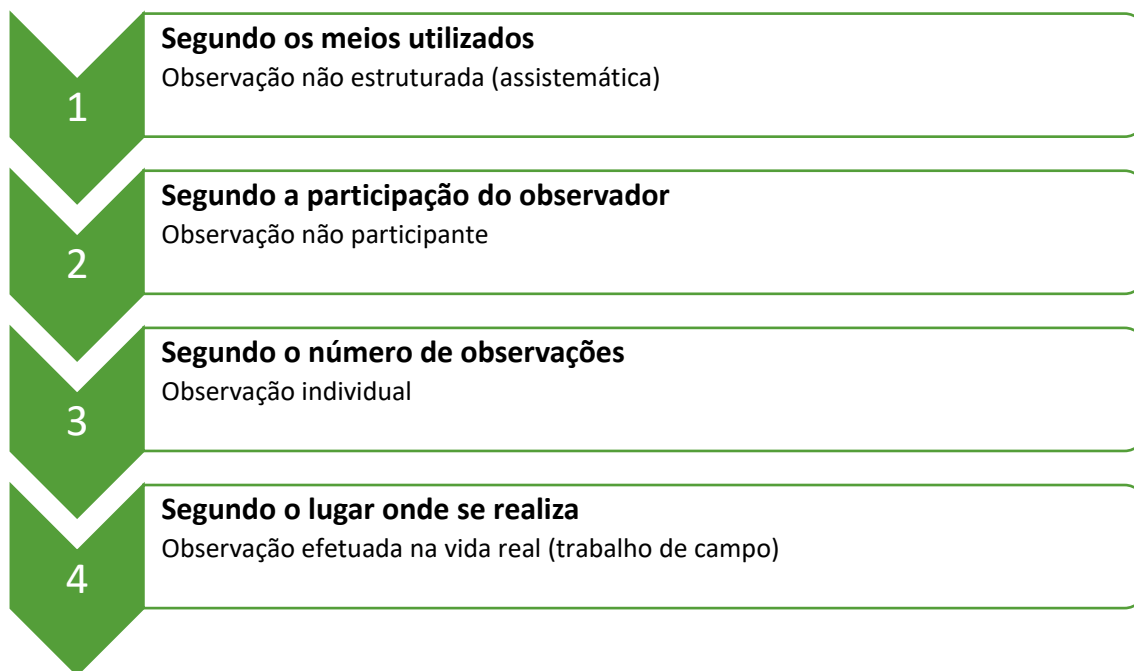 1
Segundo os meios utilizados
Observação não estruturada (assistemática)
2
Segundo a participação do observador
Observação não participante
3
Segundo o número de observações
Observação individual
4
Segundo o lugar onde se realiza
Observação efetuada na vida real (trabalho de campo)